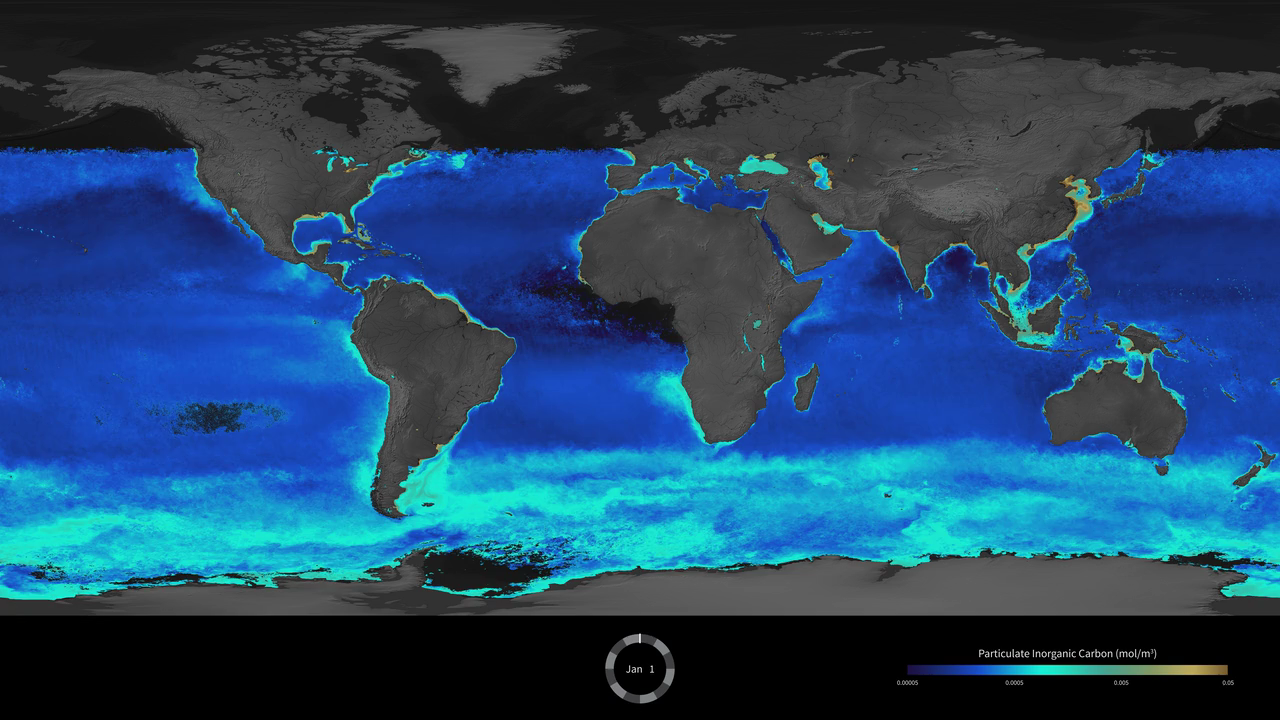 Jan 1
Particulate Inorganic Carbon (mol/m³)
0.00005 0.0005 0.005 0.05